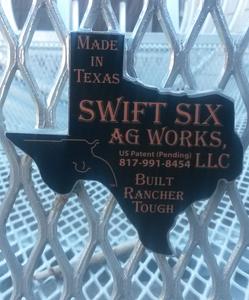 MADE
IN
TEXAS
SWIFT SIX
AG WORKS,
LLC
US Patent (Pending)
817-991-8454
BUILT
RANCHER
TOUGH